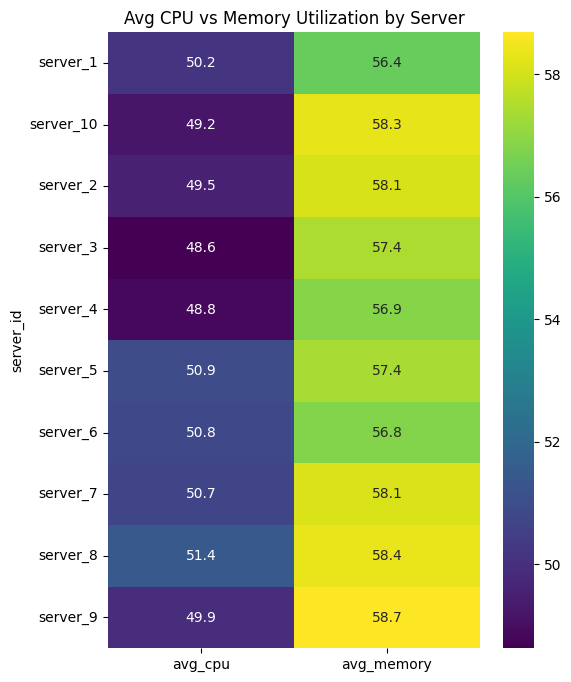 Avg CPU vs Memory Utilization by Server
server_id
server_1 50.2 56.4
server_10 49.2 58.3
server_2 49.5 58.1
server_3 48.6 57.4
server_4 48.8 56.9
server_5 50.9 57.4
server_6 50.8 56.8
server_7 50.7 58.1
server_8 51.4 58.4
server_9 49.9 58.7
avg_cpu avg_memory
58
56
54
52
50